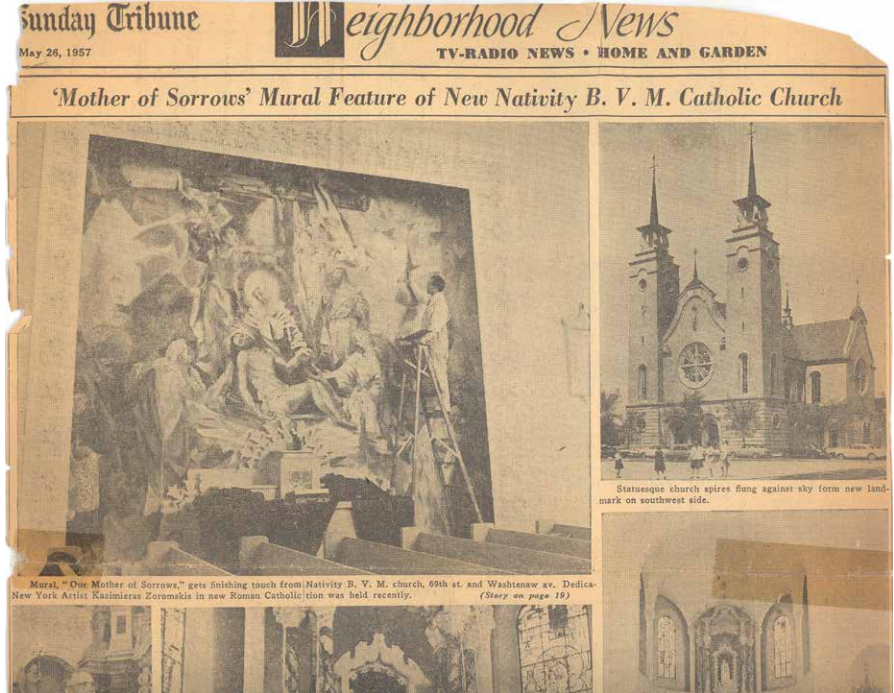 Sunday Tribune
May 26, 1957
Neighborhood News
TV-RADIO NEWS • HOME AND GARDEN
'Mother of Sorrows' Mural Feature of New Nativity B. V. M. Catholic Church
Statuesque church spires flung against sky form new land-
mark on southwest side.
Mural, "Our Mother of Sorrows," gets finishing touch from
New York Artist Kazimieras Zoromskis in new Roman Catholic
Nativity B. V. M. church, 69th st. and Washtenaw av. Dedica-
tion was held recently.
(Story on page 19)